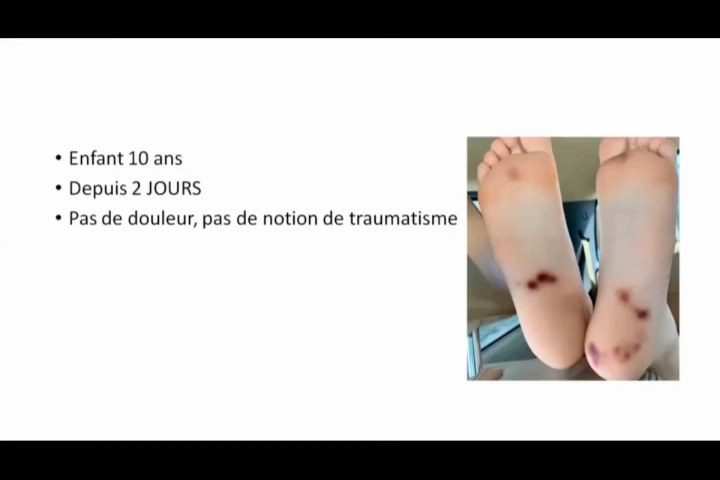 • Enfant 10 ans
• Depuis 2 JOURS
• Pas de douleur, pas de notion de traumatisme